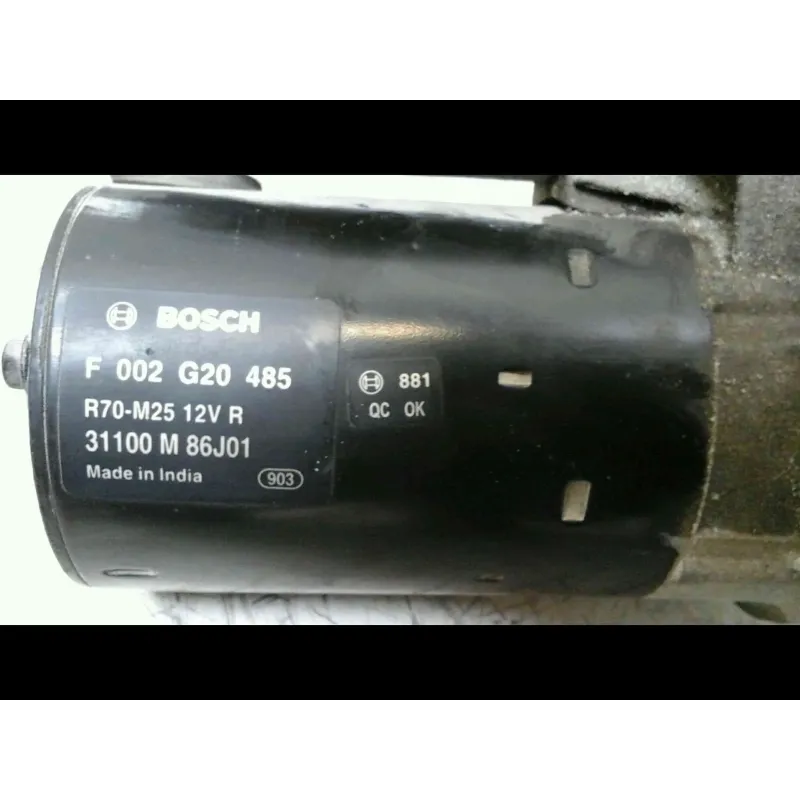 BOSCH
F 002 G20 485
R70-M25 12V R
31100 M 86J01
Made in India
903
881
QC OK